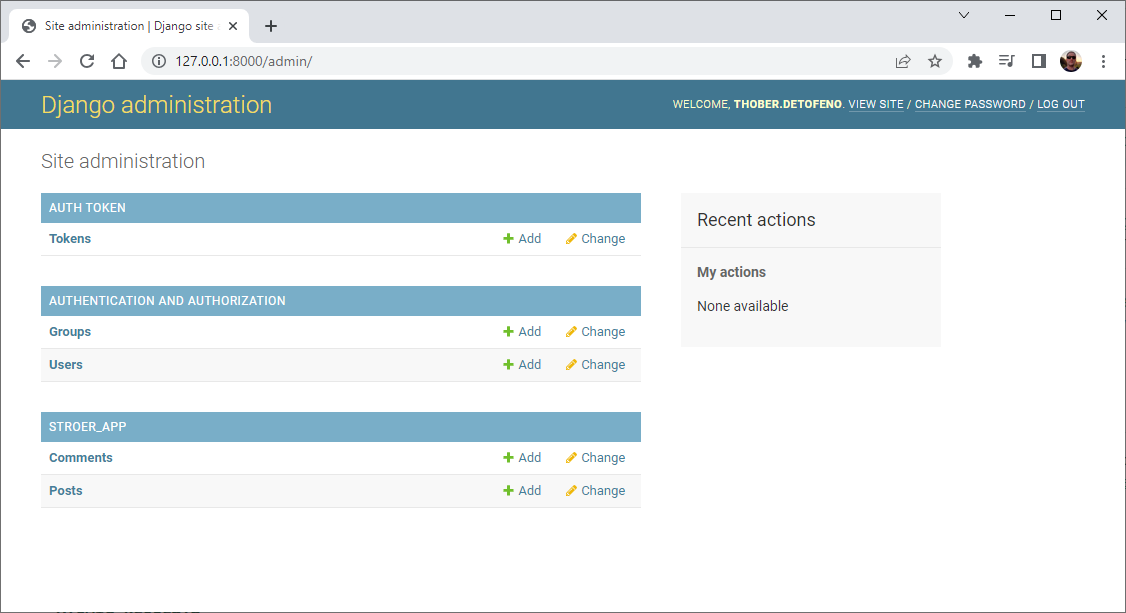 Site administration | Django site
127.0.0.1:8000/admin/
Django administration
WELCOME, THOBER.DETOFENO. VIEW SITE / CHANGE PASSWORD / LOG OUT
Site administration
AUTH TOKEN
Tokens Add Change
AUTHENTICATION AND AUTHORIZATION
Groups Add Change
Users Add Change
STROER_APP
Comments Add Change
Posts Add Change
Recent actions
My actions
None available